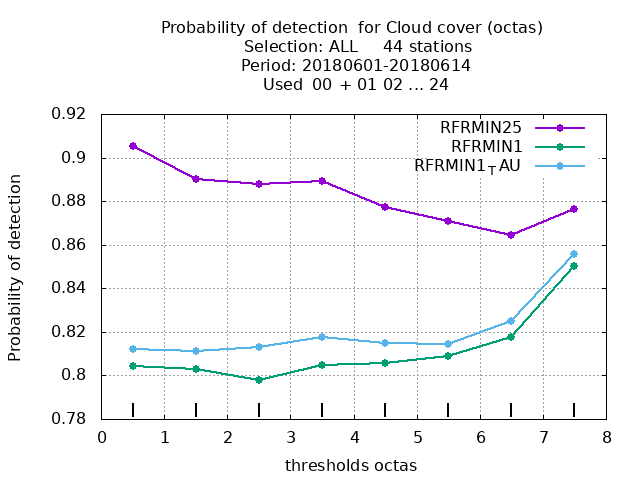 Probability of detection  for Cloud cover (octas)
Selection: ALL     44 stations
Period: 20180601-20180614
Used  00 + 01 02 ... 24
RFRMIN25
RFRMIN1
RFRMIN1TAU
Probability of detection
0.92
0.9
0.88
0.86
0.84
0.82
0.8
0.78
0 1 2 3 4 5 6 7 8
thresholds octas